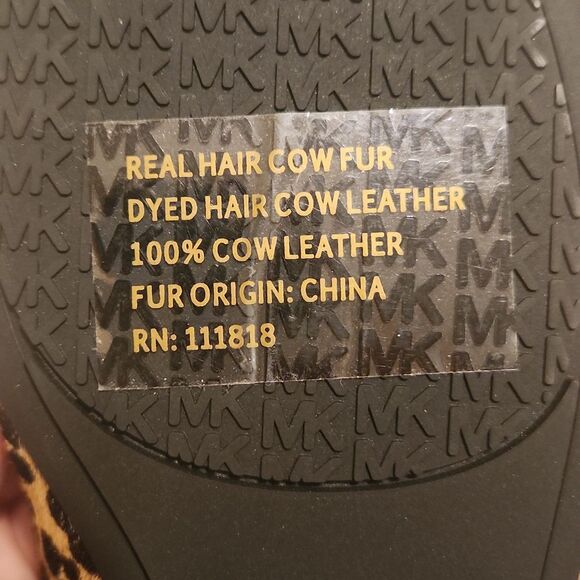 REAL HAIR COW FUR
DYED HAIR COW LEATHER
100% COW LEATHER
FUR ORIGIN: CHINA
RN: 111818